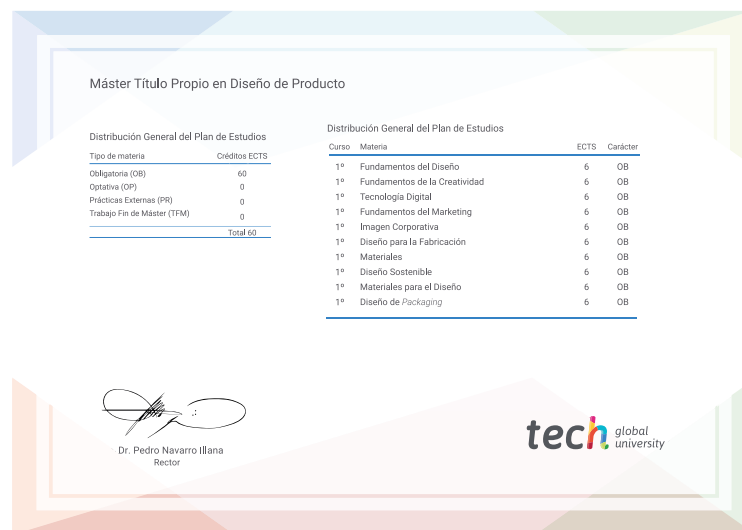 Máster Título Propio en Diseño de Producto
Distribución General del Plan de Estudios
Tipo de materia Créditos ECTS
Obligatoria (OB) 60
Optativa (OP) 0
Prácticas Externas (PR) 0
Trabajo Fin de Máster (TFM) 0
Total 60
Distribución General del Plan de Estudios
Curso Materia ECTS Carácter
1º Fundamentos del Diseño 6 OB
1º Fundamentos de la Creatividad 6 OB
1º Tecnología Digital 6 OB
1º Fundamentos del Marketing 6 OB
1º Imagen Corporativa 6 OB
1º Diseño para la Fabricación 6 OB
1º Materiales 6 OB
1º Diseño Sostenible 6 OB
1º Materiales para el Diseño 6 OB
1º Diseño de Packaging 6 OB
Dr. Pedro Navarro Illana
Rector
tech global
university